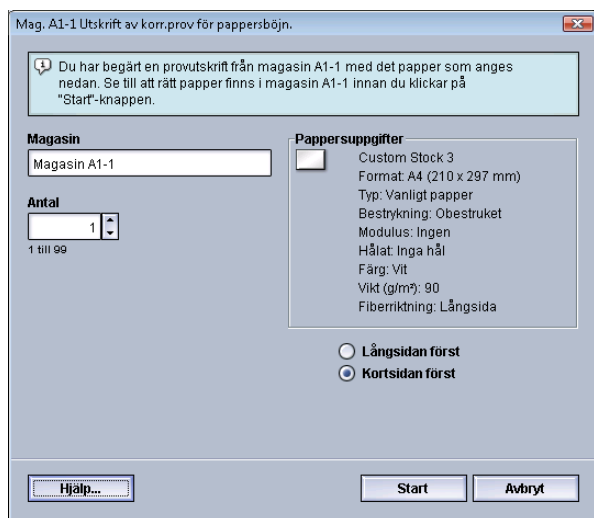 Mag. A1-1 Utskrift av korr.prov för pappersböjn.
Du har begärt en provutskrift från magasin A1-1 med det papper som anges
nedan. Se till att rätt papper finns i magasin A1-1 innan du klickar på
"Start"-knappen.
Magasin
Magasin A1-1
Antal
1
1 till 99
Pappersuppgifter
Custom Stock 3
Format: A4 (210 x 297 mm)
Typ: Vanligt papper
Bestrykning: Obestruket
Modulus: Ingen
Hålat: Inga hål
Färg: Vit
Vikt (g/m²): 90
Fiberriktning: Långsida
Långsidan först
Kortsidan först
Hjälp...
Start
Avbryt